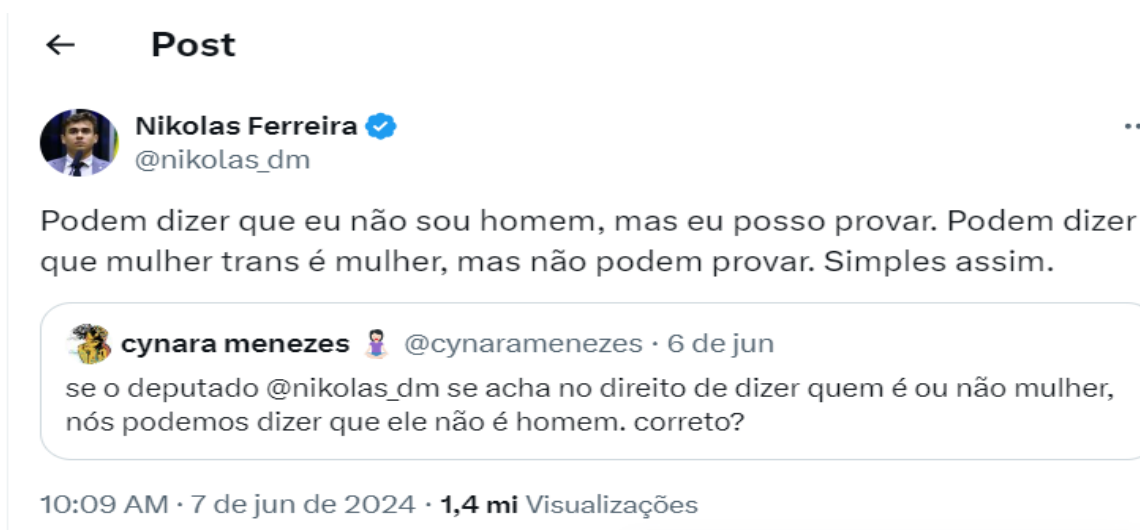 Post
Nikolas Ferreira
@nikolas_dm
Podem dizer que eu não sou homem, mas eu posso provar. Podem dizer
que mulher trans é mulher, mas não podem provar. Simples assim.
cynara menezes @cynaramenezes · 6 de jun
se o deputado @nikolas_dm se acha no direito de dizer quem é ou não mulher,
nós podemos dizer que ele não é homem. correto?
10:09 AM · 7 de jun de 2024 · 1,4 mi Visualizações